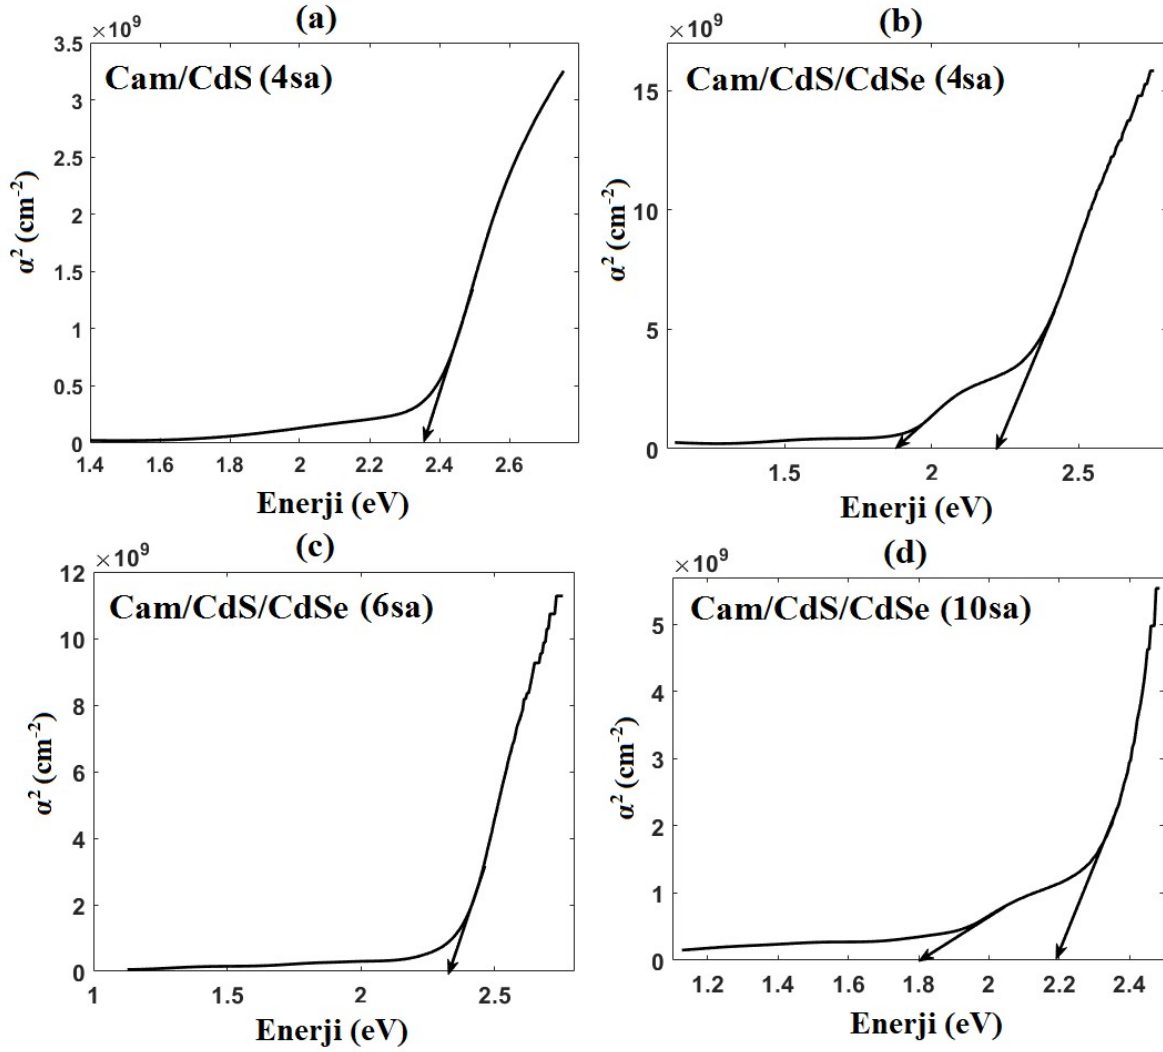 (a)
×10⁹
Cam/CdS (4sa)
3.5
3
2.5
2
1.5
1
0.5
0
α² (cm⁻²)
1.4 1.6 1.8 2 2.2 2.4 2.6
Enerji (eV)
(b)
×10⁹
Cam/CdS/CdSe (4sa)
15
10
5
0
α² (cm⁻²)
1.5 2 2.5
Enerji (eV)
(c)
×10⁹
Cam/CdS/CdSe (6sa)
12
10
8
6
4
2
0
α² (cm⁻²)
1 1.5 2 2.5
Enerji (eV)
(d)
×10⁹
Cam/CdS/CdSe (10sa)
5
4
3
2
1
0
α² (cm⁻²)
1.2 1.4 1.6 1.8 2 2.2 2.4
Enerji (eV)